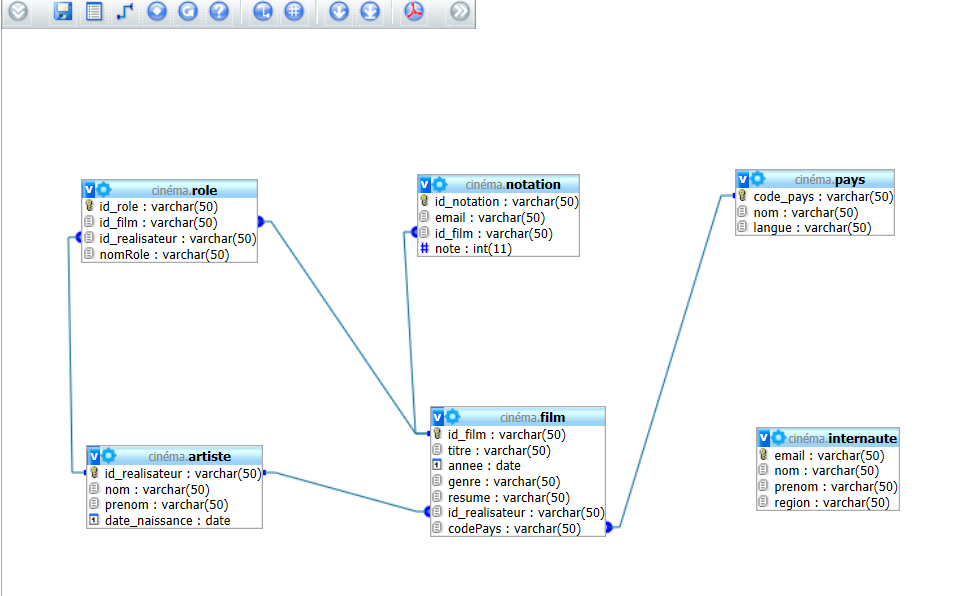 cinéma.role
id_role : varchar(50)
id_film : varchar(50)
id_realisateur : varchar(50)
nomRole : varchar(50)
cinéma.notation
id_notation : varchar(50)
email : varchar(50)
id_film : varchar(50)
# note : int(11)
cinéma.pays
code_pays : varchar(50)
nom : varchar(50)
langue : varchar(50)
cinéma.artiste
id_realisateur : varchar(50)
nom : varchar(50)
prenom : varchar(50)
date_naissance : date
cinéma.film
id_film : varchar(50)
titre : varchar(50)
annee : date
genre : varchar(50)
resume : varchar(50)
id_realisateur : varchar(50)
codePays : varchar(50)
cinéma.internaute
email : varchar(50)
nom : varchar(50)
prenom : varchar(50)
region : varchar(50)